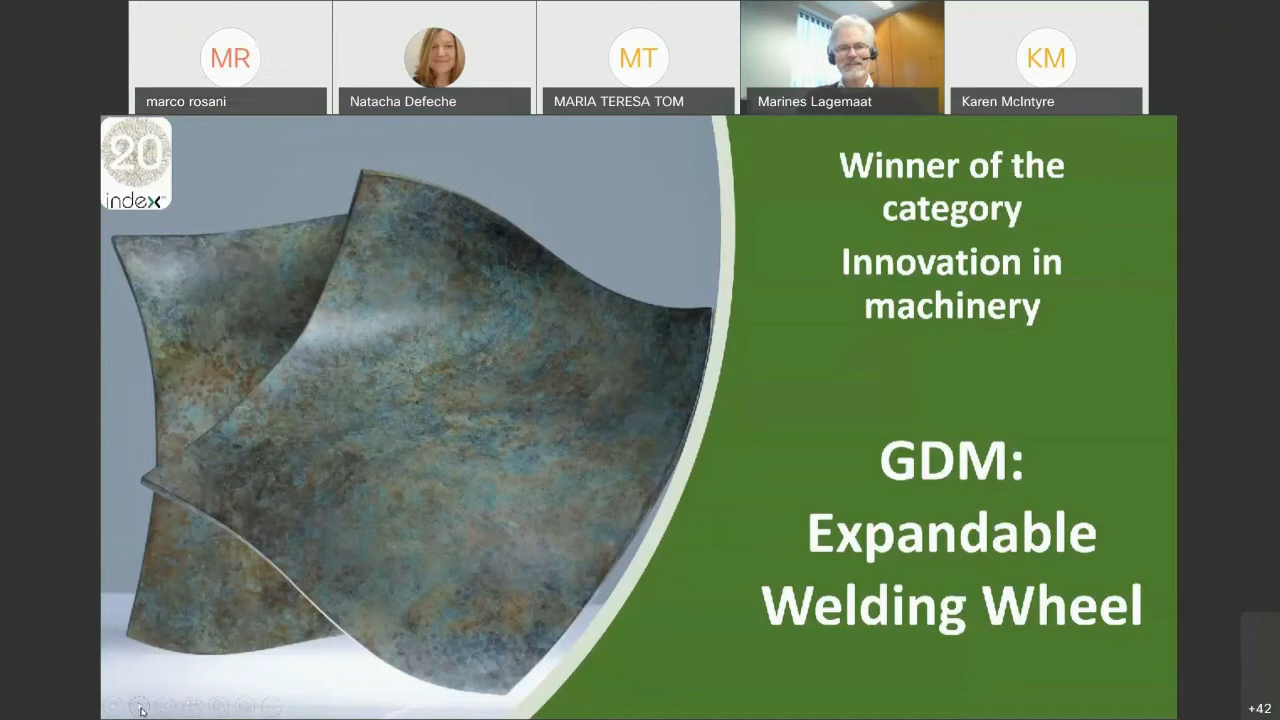 MR
MT
KM
marco rosani
Natacha Defeche
MARIA TERESA TOM
Marines Lagemaat
Karen McIntyre
20
index
Winner of the
category
Innovation in
machinery
GDM:
Expandable
Welding Wheel
+42